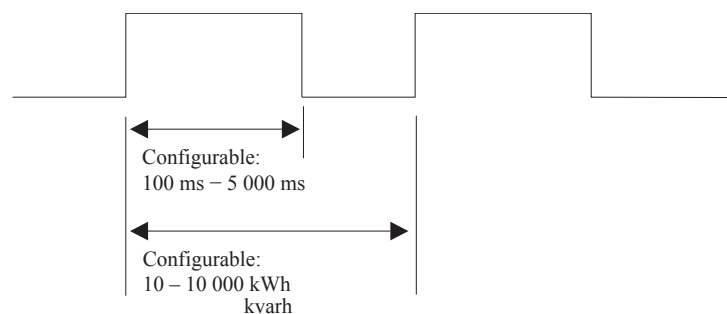 Configurable:
100 ms − 5 000 ms
Configurable:
10 – 10 000 kWh
kvarh